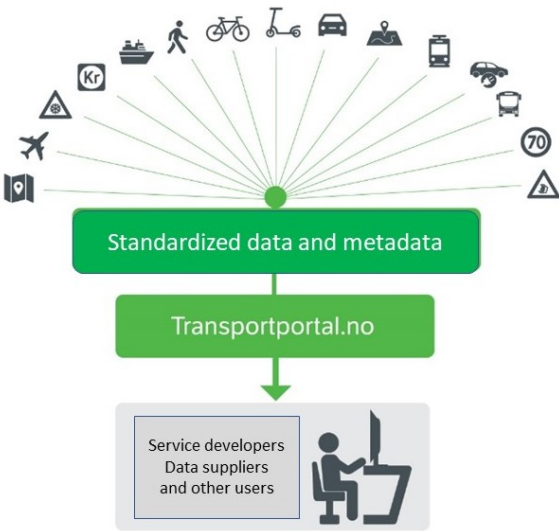 Kr
70
Standardized data and metadata
Transportportal.no
Service developers
Data suppliers
and other users